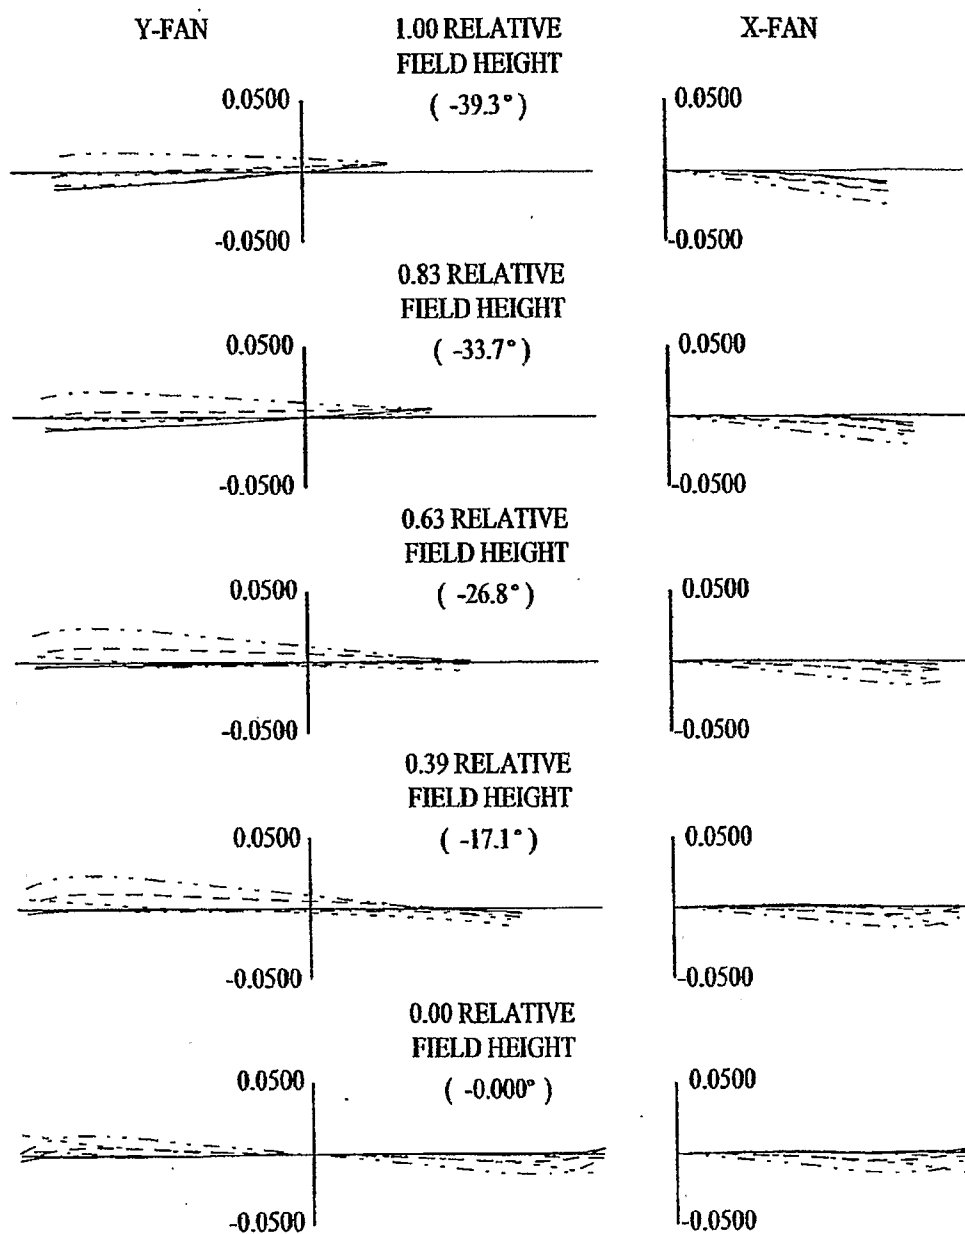 Y-FAN
1.00 RELATIVE
FIELD HEIGHT
( -39.3° )
X-FAN
0.0500
-0.0500
0.0500
-0.0500
0.83 RELATIVE
FIELD HEIGHT
( -33.7° )
0.0500
-0.0500
0.0500
-0.0500
0.63 RELATIVE
FIELD HEIGHT
( -26.8° )
0.0500
-0.0500
0.0500
-0.0500
0.39 RELATIVE
FIELD HEIGHT
( -17.1° )
0.0500
-0.0500
0.0500
-0.0500
0.00 RELATIVE
FIELD HEIGHT
( -0.000° )
0.0500
-0.0500
0.0500
-0.0500